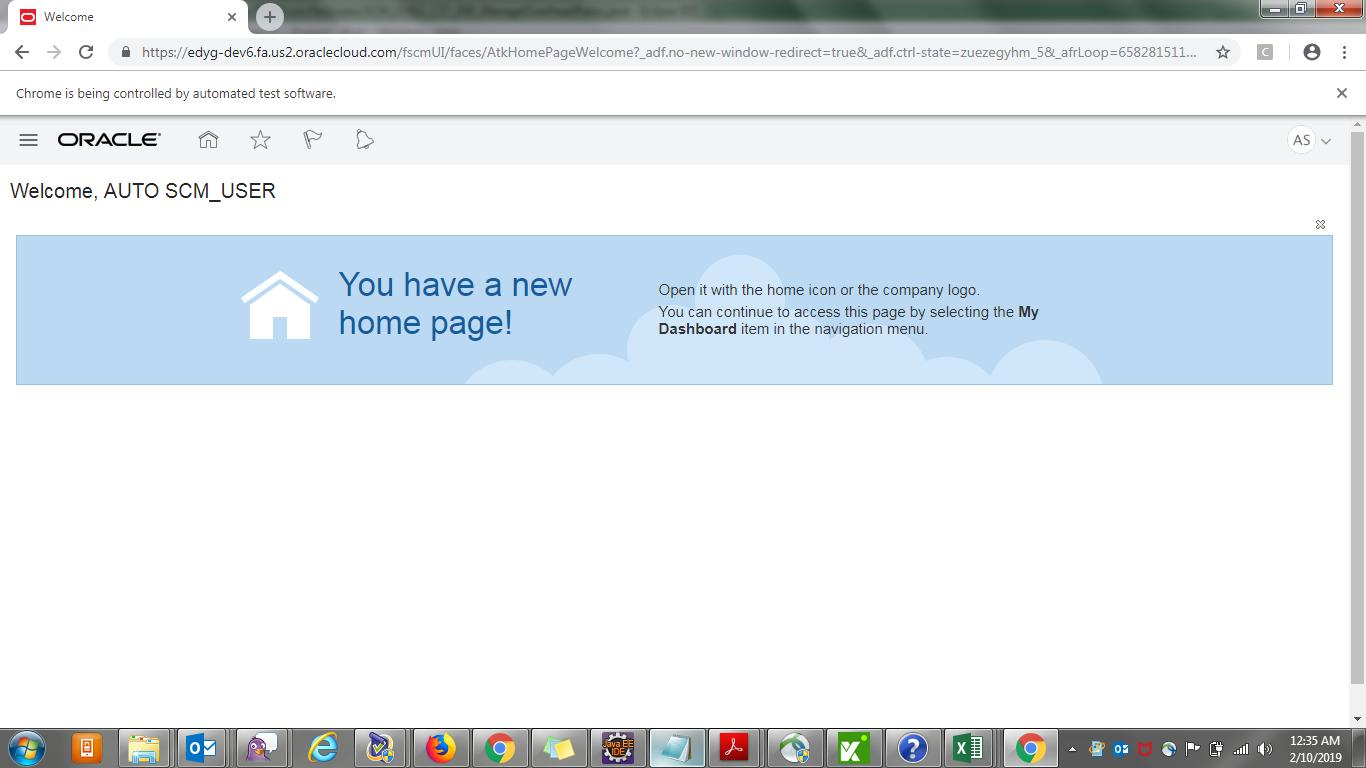 Welcome
https://edyg-dev6.fa.us2.oraclecloud.com/fscmUI/faces/AtkHomePageWelcome?_adf.no-new-window-redirect=true&_adf.ctrl-state=zuezegyhm_5&_afrLoop=658281511...
C
Chrome is being controlled by automated test software.
ORACLE
AS
Welcome, AUTO SCM_USER
You have a new
home page!
Open it with the home icon or the company logo.
You can continue to access this page by selecting the My
Dashboard item in the navigation menu.
Java EE
IDE
12:35 AM
2/10/2019